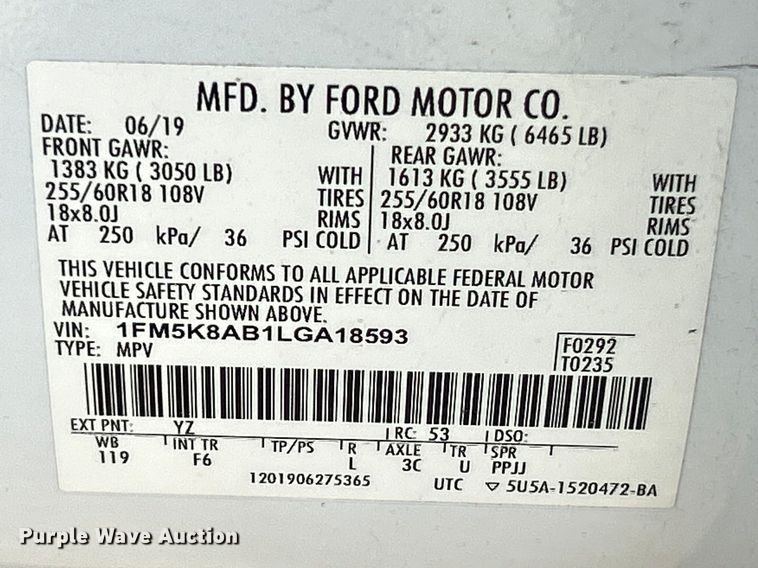 MFD. BY FORD MOTOR CO.
DATE: 06/19 GVWR: 2933 KG ( 6465 LB)
FRONT GAWR: REAR GAWR:
1383 KG ( 3050 LB) WITH 1613 KG ( 3555 LB) WITH
255/60R18 108V TIRES 255/60R18 108V TIRES
18x8.0J RIMS 18x8.0J RIMS
AT 250 kPa/ 36 PSI COLD AT 250 kPa/ 36 PSI COLD
THIS VEHICLE CONFORMS TO ALL APPLICABLE FEDERAL MOTOR
VEHICLE SAFETY STANDARDS IN EFFECT ON THE DATE OF
MANUFACTURE SHOWN ABOVE.
VIN: 1FM5K8AB1LGA18593
TYPE: MPV F0292
T0235
EXT PNT: YZ RC: 53 DSO:
WB INT TR TP/PS R AXLE TR SPR
119 F6 L 3C U PPJJ
1201906275365 UTC ▽ 5U5A-1520472-BA
Purple Wave Auction